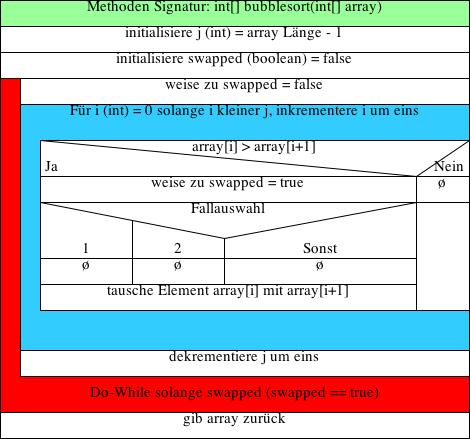 Methoden Signatur: int[] bubblesort(int[] array)
initialisiere j (int) = array Länge - 1
initialisiere swapped (boolean) = false
weise zu swapped = false
Für i (int) = 0 solange i kleiner j, inkrementere i um eins
array[i] > array[i+1]
Ja Nein
weise zu swapped = true ø
Fallauswahl
1 2 Sonst
ø ø ø
tausche Element array[i] mit array[i+1]
dekrementiere j um eins
Do-While solange swapped (swapped == true)
gib array zurück